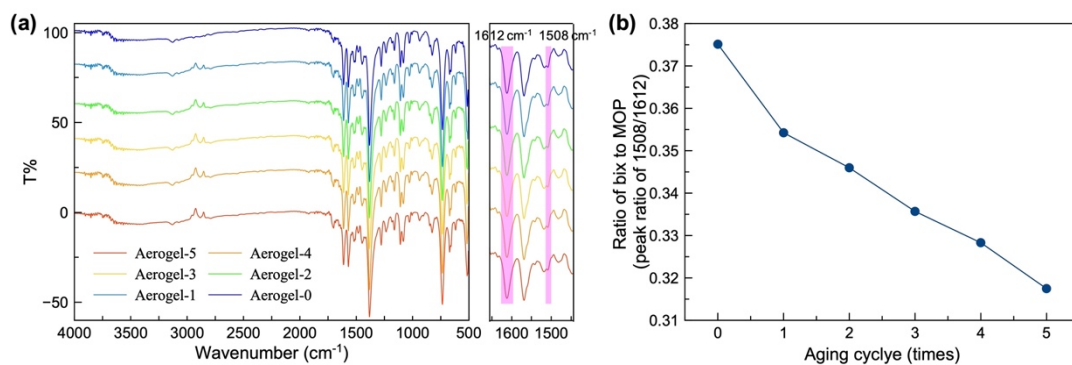 (a)
100
50
0
−50
T%
1612 cm⁻¹ 1508 cm⁻¹
Aerogel-5 Aerogel-4
Aerogel-3 Aerogel-2
Aerogel-1 Aerogel-0
4000 3500 3000 2500 2000 1500 1000 500
1600 1500
Wavenumber (cm⁻¹)
(b)
0.38
0.37
0.36
0.35
0.34
0.33
0.32
0.31
Ratio of bix to MOP
(peak ratio of 1508/1612)
0 1 2 3 4 5
Aging cyclye (times)